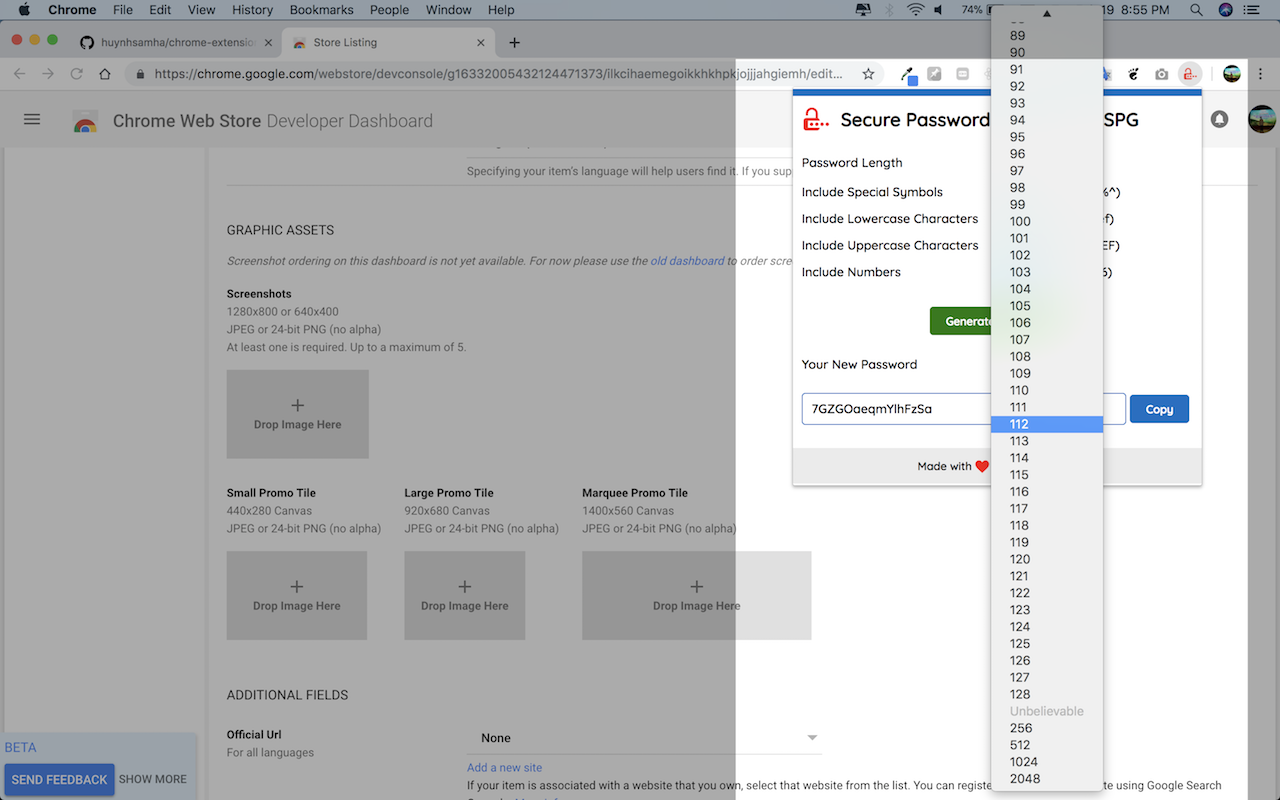 Chrome File Edit View History Bookmarks People Window Help 74% 19 8:55 PM
huynhsamha/chrome-extension Store Listing
https://chrome.google.com/webstore/devconsole/g16332005432124471373/ilkcihaemegoikkhkhpkjojjjahgiemh/edit...
Chrome Web Store Developer Dashboard
Specifying your item's language will help users find it. If you sup
GRAPHIC ASSETS
Screenshot ordering on this dashboard is not yet available. For now please use the old dashboard to order scre
Screenshots
1280x800 or 640x400
JPEG or 24-bit PNG (no alpha)
At least one is required. Up to a maximum of 5.
Drop Image Here
Small Promo Tile
440x280 Canvas
JPEG or 24-bit PNG (no alpha)
Drop Image Here
Large Promo Tile
920x680 Canvas
JPEG or 24-bit PNG (no alpha)
Drop Image Here
Marquee Promo Tile
1400x560 Canvas
JPEG or 24-bit PNG (no alpha)
Drop Image Here
ADDITIONAL FIELDS
Official Url
For all languages
None
Add a new site
If your item is associated with a website that you own, select that website from the list. You can registe te using Google Search
BETA
SEND FEEDBACK SHOW MORE
Secure Password SPG
Password Length
Include Special Symbols %^)
Include Lowercase Characters ef)
Include Uppercase Characters EF)
Include Numbers 6)
Generate
Your New Password
7GZGOaeqmYlhFzSa
Copy
Made with
89
90
91
92
93
94
95
96
97
98
99
100
101
102
103
104
105
106
107
108
109
110
111
112
113
114
115
116
117
118
119
120
121
122
123
124
125
126
127
128
Unbelievable
256
512
1024
2048